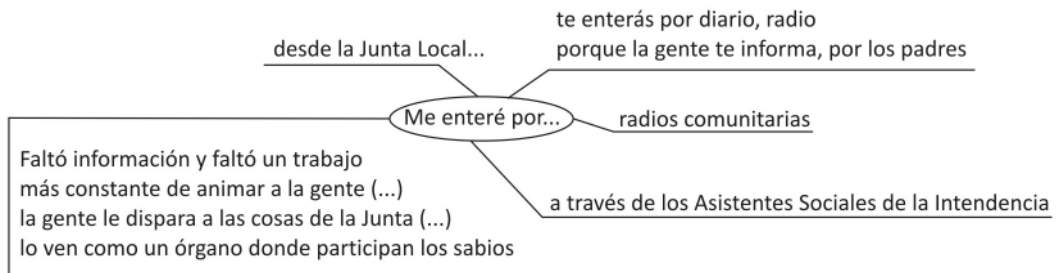 te enterás por diario, radio
porque la gente te informa, por los padres
desde la Junta Local...
Me enteré por...
radios comunitarias
a través de los Asistentes Sociales de la Intendencia
Faltó información y faltó un trabajo
más constante de animar a la gente (...)
la gente le dispara a las cosas de la Junta (...)
lo ven como un órgano donde participan los sabios